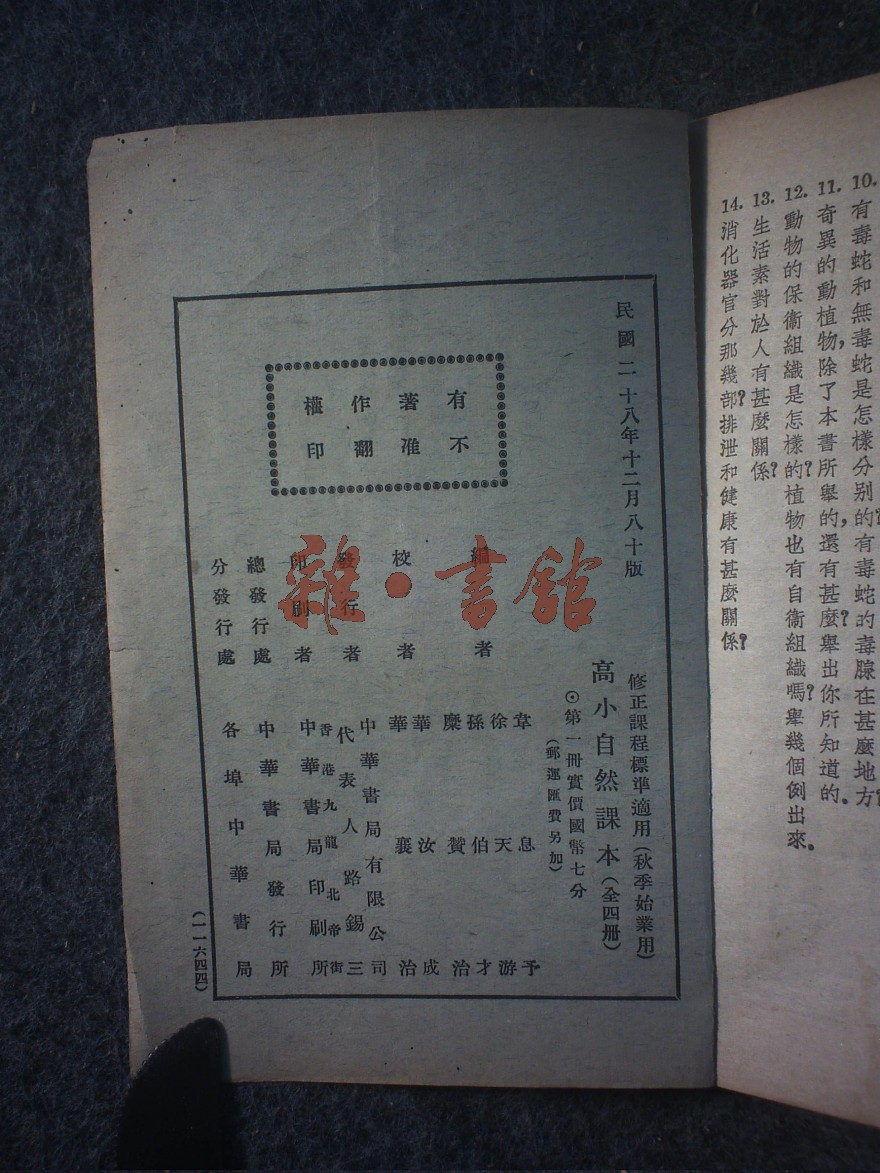 10. 有毒蛇和無毒蛇是怎樣分別的?有毒蛇的毒腺在甚麼地方?
11. 奇異的動植物,除了本書所舉的,還有甚麼?舉出你所知道的。
12. 動物的保衞組織是怎樣的?植物也有自衞組織嗎?舉幾個例出來。
13. 生活素對於人有甚麼關係?
14. 消化器官分那幾部?排泄和健康有甚麼關係?
民國二十八年十二月八十版
有著作權
不准翻印
修正課程標準適用(秋季始業用)
高小自然課本(全四冊)
⊙第一冊實價國幣七分
(郵運匯費另加)
編者
韋息予
孫伯才
徐天游
糜贊治
校者
華汝成
華襄治
發行者
中華書局有限公司
代表人路錫三
印刷者
香港九龍北帝街
中華書局印刷所
總發行處
中華書局發行所
分發行處
各埠中華書局
(一一六四四)
雜·書館